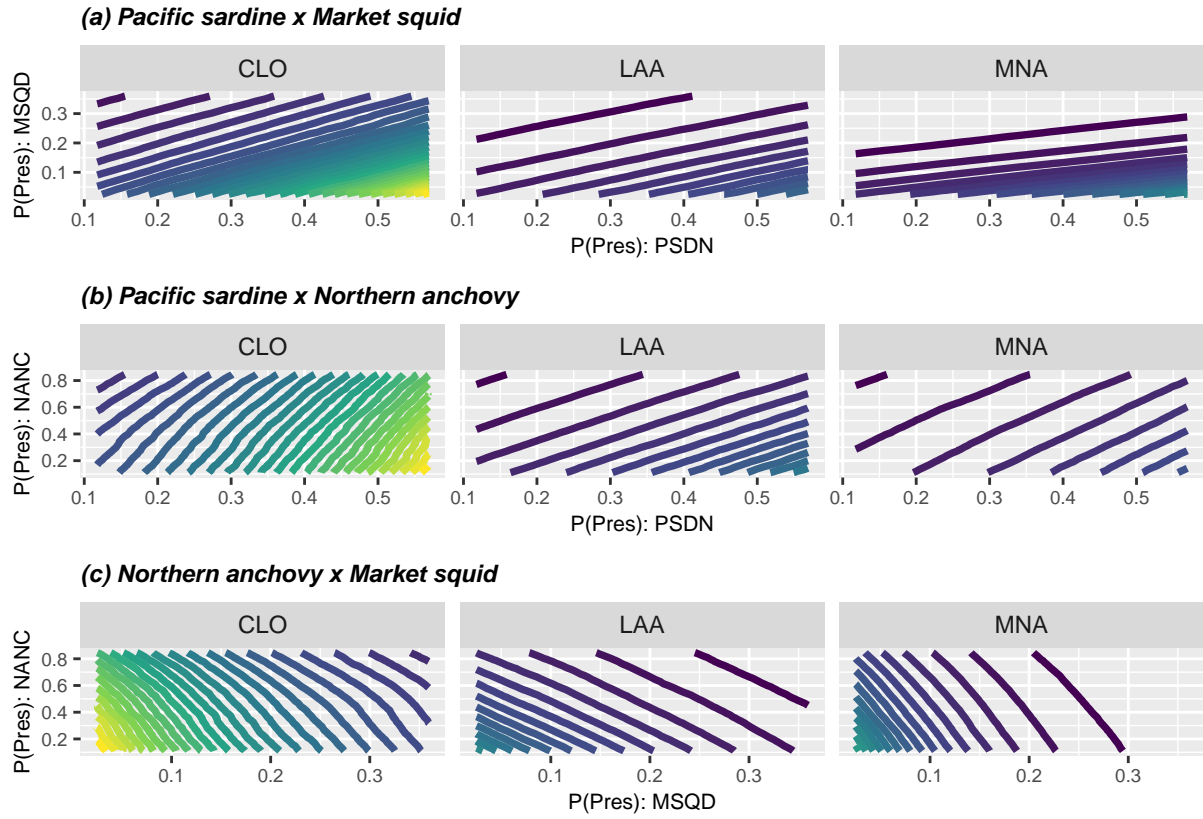 (a) Pacific sardine x Market squid
CLO LAA MNA
P(Pres): MSQD
0.3
0.2
0.1
0.1 0.2 0.3 0.4 0.5 0.1 0.2 0.3 0.4 0.5 0.1 0.2 0.3 0.4 0.5
P(Pres): PSDN
(b) Pacific sardine x Northern anchovy
CLO LAA MNA
P(Pres): NANC
0.8
0.6
0.4
0.2
0.1 0.2 0.3 0.4 0.5 0.1 0.2 0.3 0.4 0.5 0.1 0.2 0.3 0.4 0.5
P(Pres): PSDN
(c) Northern anchovy x Market squid
CLO LAA MNA
P(Pres): NANC
0.8
0.6
0.4
0.2
0.1 0.2 0.3 0.1 0.2 0.3 0.1 0.2 0.3
P(Pres): MSQD